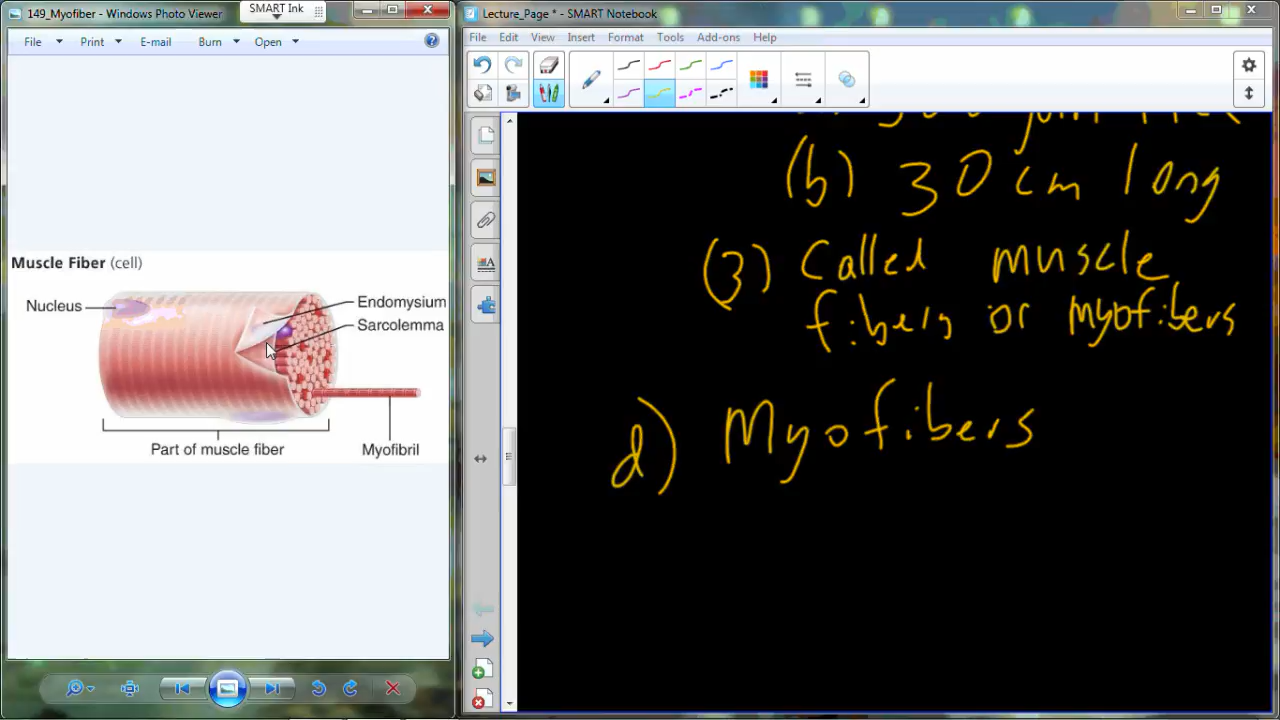 149_Myofiber - Windows Photo Viewer
SMART Ink
File Print E-mail Burn Open
Muscle Fiber (cell)
Nucleus
Endomysium
Sarcolemma
Part of muscle fiber
Myofibril
Lecture_Page * - SMART Notebook
File Edit View Insert Format Tools Add-ons Help
(b) 30 cm long
(3) Called muscle
fibers or myofibers
d) Myofibers